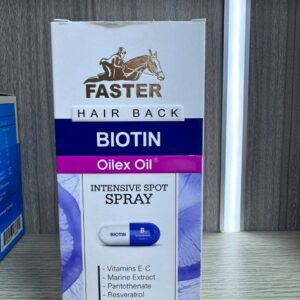 FASTER
HAIR BACK
BIOTIN
Oilex Oil®
INTENSIVE SPOT
SPRAY
BIOTIN B
- Vitamins E-C
- Marine Extract
- Pantothenate
- Resveratrol